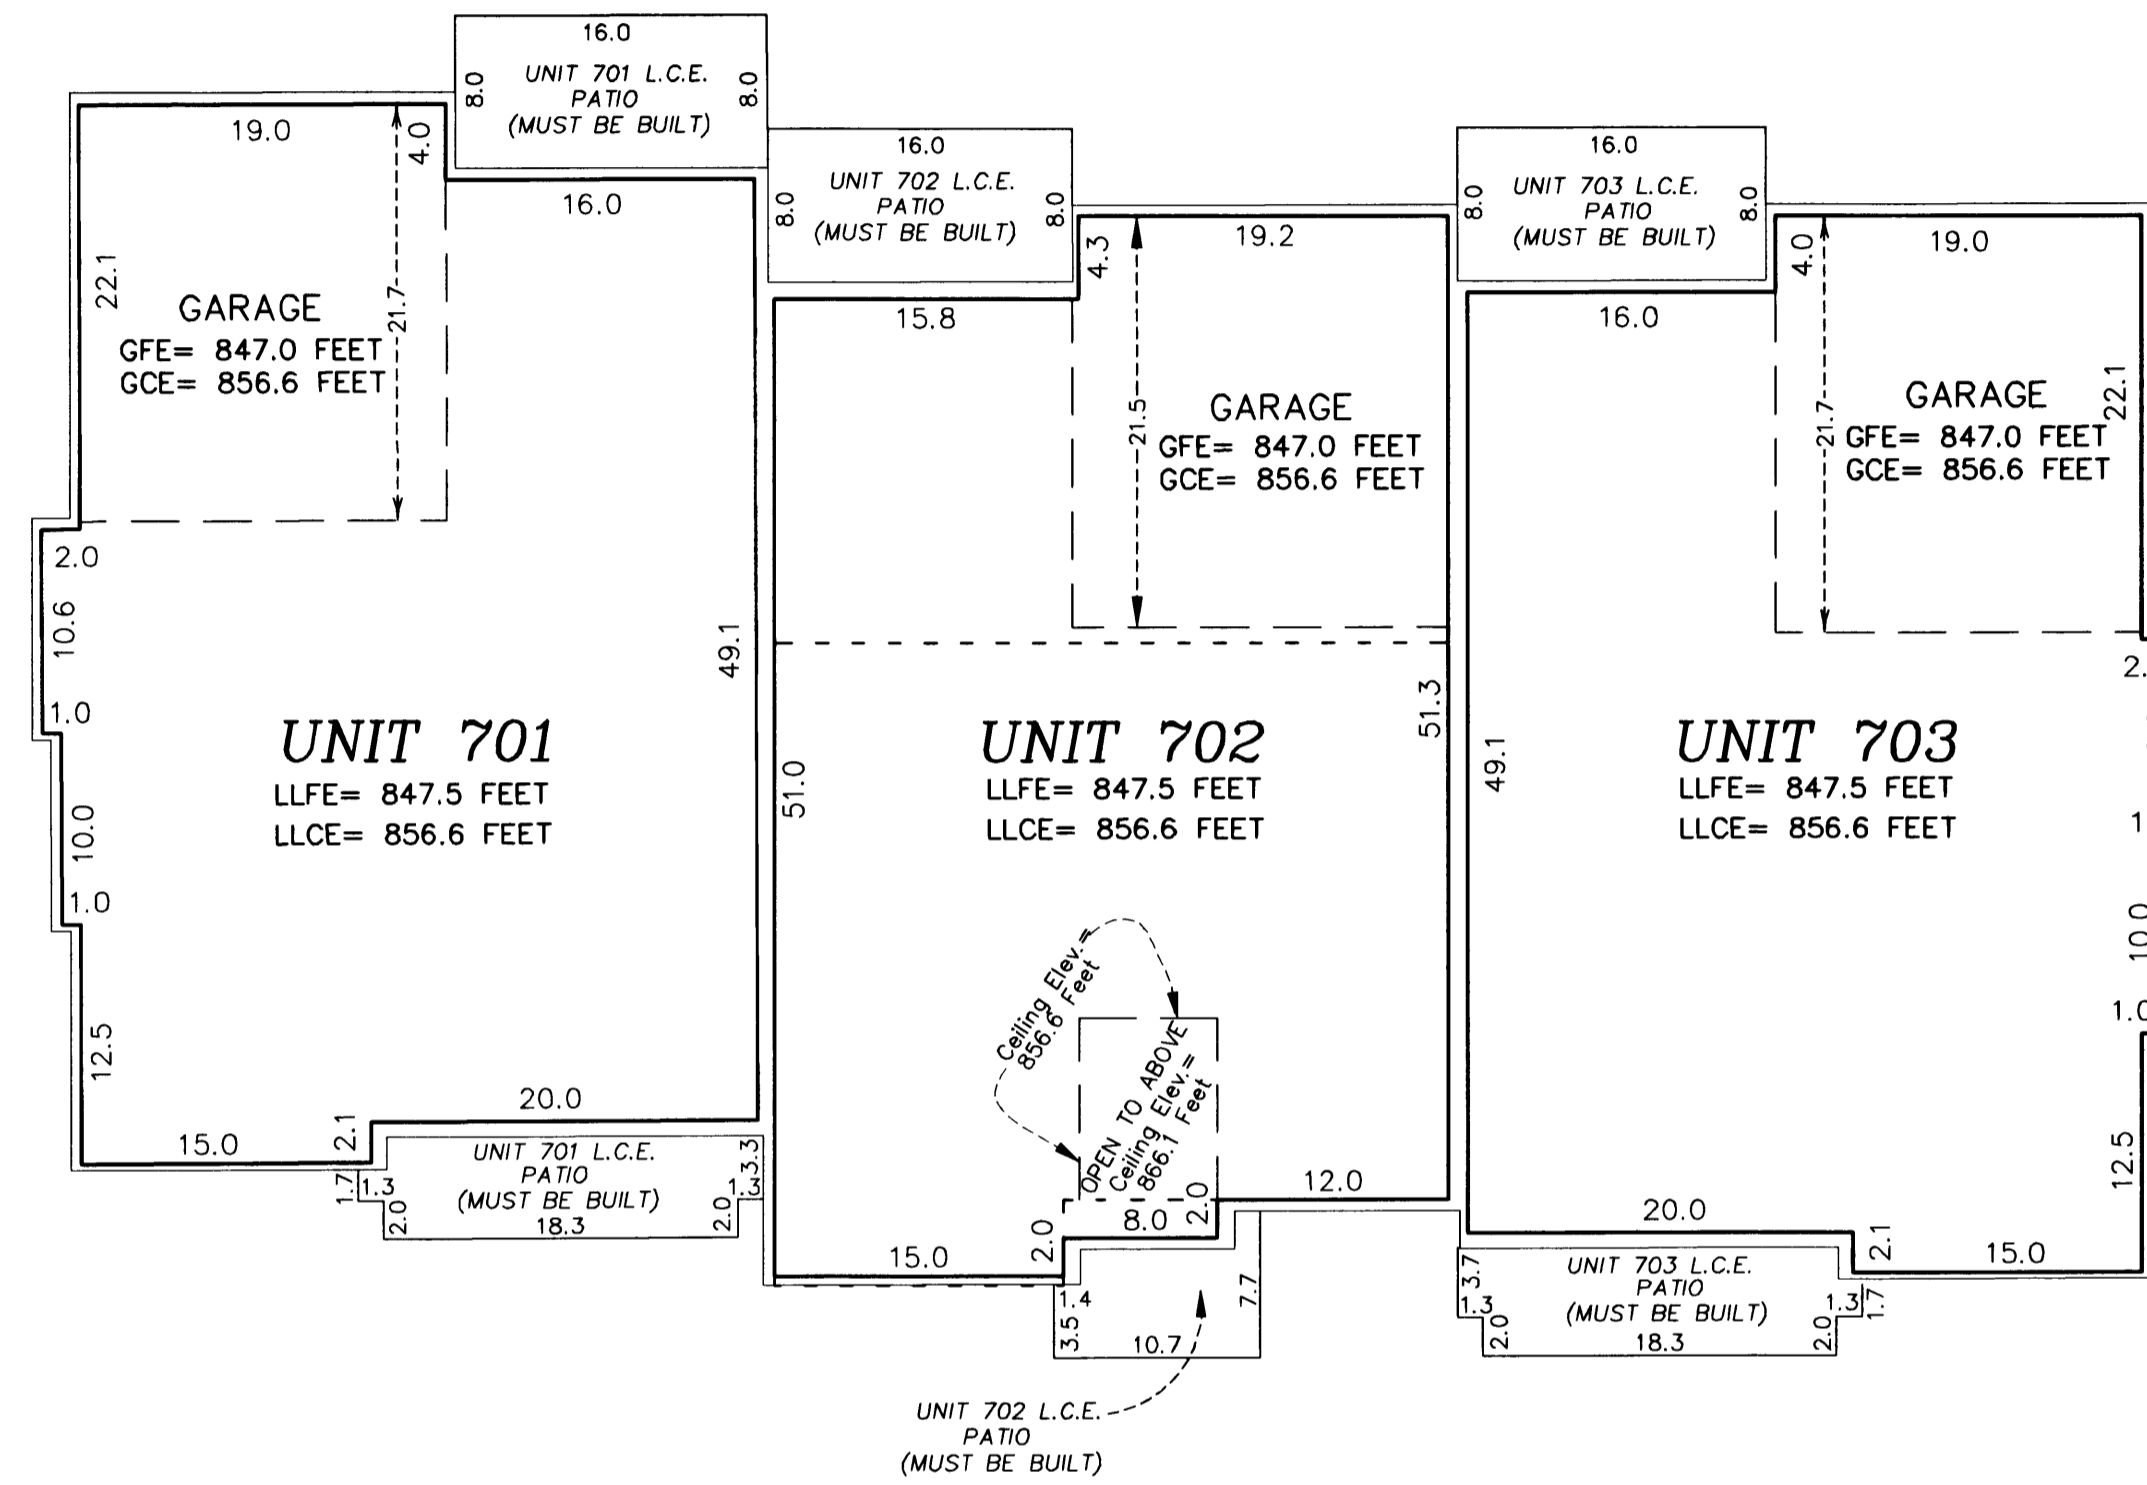 16.0
8.0
UNIT 701 L.C.E.
PATIO
(MUST BE BUILT)
8.0
19.0
4.0
16.0
22.1
21.7
GARAGE
GFE= 847.0 FEET
GCE= 856.6 FEET
2.0
10.6
1.0
49.1
UNIT 701
LLFE= 847.5 FEET
LLCE= 856.6 FEET
10.0
1.0
12.5
15.0
2.1
20.0
UNIT 701 L.C.E.
PATIO
(MUST BE BUILT)
18.3
1.7
1.3
2.0
3.3
1.3
2.0
16.0
8.0
UNIT 702 L.C.E.
PATIO
(MUST BE BUILT)
8.0
15.8
4.3
19.2
21.5
GARAGE
GFE= 847.0 FEET
GCE= 856.6 FEET
51.3
UNIT 702
LLFE= 847.5 FEET
LLCE= 856.6 FEET
51.0
Ceiling Elev.=
856.6 Feet
OPEN TO ABOVE
Ceiling Elev.=
866.1 Feet
12.0
2.0
8.0
2.0
15.0
1.4
3.5
10.7
7.7
UNIT 702 L.C.E.
PATIO
(MUST BE BUILT)
16.0
8.0
UNIT 703 L.C.E.
PATIO
(MUST BE BUILT)
8.0
16.0
4.0
19.0
21.7
22.1
GARAGE
GFE= 847.0 FEET
GCE= 856.6 FEET
2.
49.1
UNIT 703
LLFE= 847.5 FEET
LLCE= 856.6 FEET
1
10.0
1.0
12.5
20.0
2.1
15.0
3.7
1.3
2.0
UNIT 703 L.C.E.
PATIO
(MUST BE BUILT)
18.3
1.3
1.7
2.0